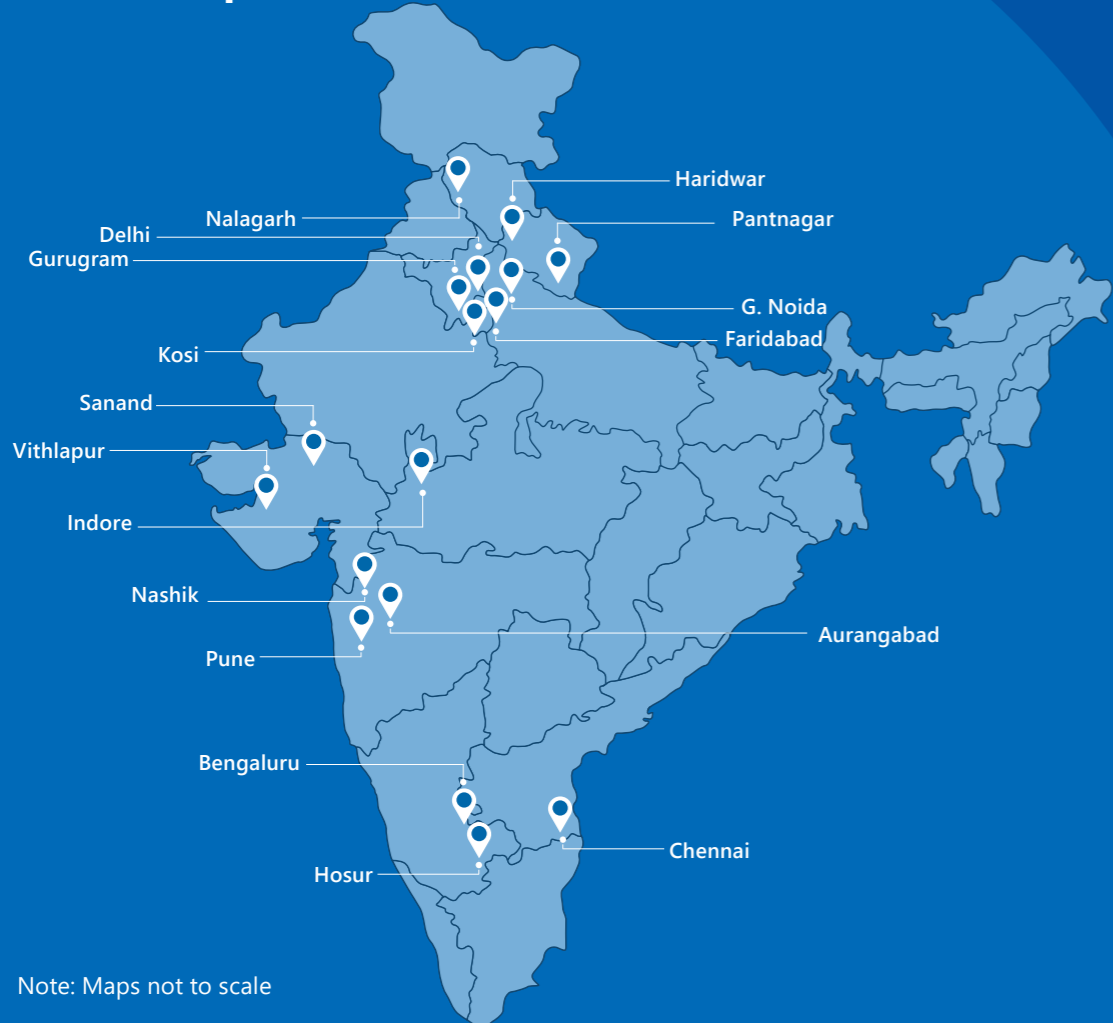 Haridwar
Nalagarh
Pantnagar
Delhi
Gurugram
G. Noida
Faridabad
Kosi
Sanand
Vithlapur
Indore
Nashik
Aurangabad
Pune
Bengaluru
Chennai
Hosur
Note: Maps not to scale